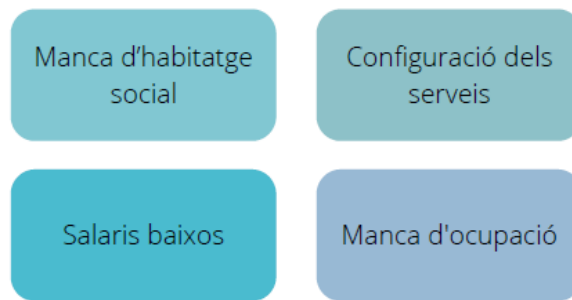 Manca d’habitatge
social
Configuració dels
serveis
Salaris baixos
Manca d'ocupació